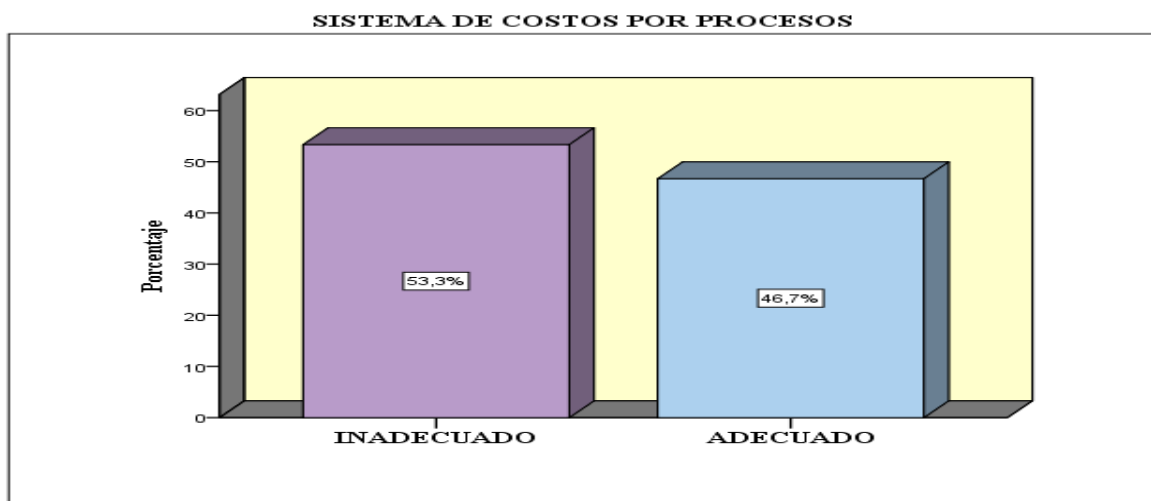 SISTEMA DE COSTOS POR PROCESOS
Porcentaje
60
50
40
30
20
10
0
53,3%
46,7%
INADECUADO
ADECUADO